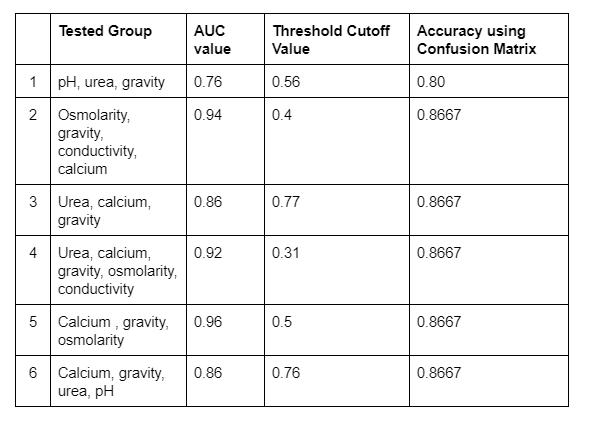 Tested Group AUC value Threshold Cutoff Value Accuracy using Confusion Matrix
1 pH, urea, gravity 0.76 0.56 0.80
2 Osmolarity, gravity, conductivity, calcium 0.94 0.4 0.8667
3 Urea, calcium, gravity 0.86 0.77 0.8667
4 Urea, calcium, gravity, osmolarity, conductivity 0.92 0.31 0.8667
5 Calcium , gravity, osmolarity 0.96 0.5 0.8667
6 Calcium, gravity, urea, pH 0.86 0.76 0.8667